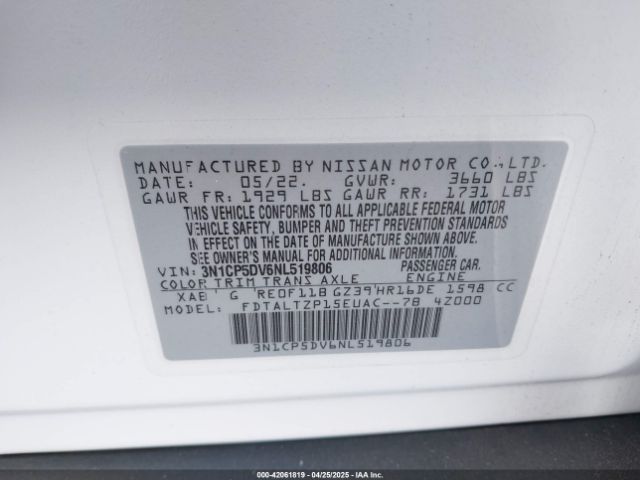 MANUFACTURED BY NISSAN MOTOR CO., LTD.
DATE: 05/22. GVWR: 3660 LBS
GAWR FR: 1929 LBS GAWR RR: 1731 LBS
THIS VEHICLE CONFORMS TO ALL APPLICABLE FEDERAL MOTOR
VEHICLE SAFETY, BUMPER AND THEFT PREVENTION STANDARDS
IN EFFECT ON THE DATE OF MANUFACTURE SHOWN ABOVE.
SEE OWNER'S MANUAL FOR ADDITIONAL INFORMATION.
VIN: 3N1CP5DV6NL519806 PASSENGER CAR.
COLOR TRIM TRANS AXLE ENGINE
XAB G RE0F11B GZ39 HR16DE 1598 CC
MODEL: FDTALTZP15EUAC--7B 4Z000
3N1CP5DV6NL519806
000-42061819 - 04/25/2025 - IAAI Inc.